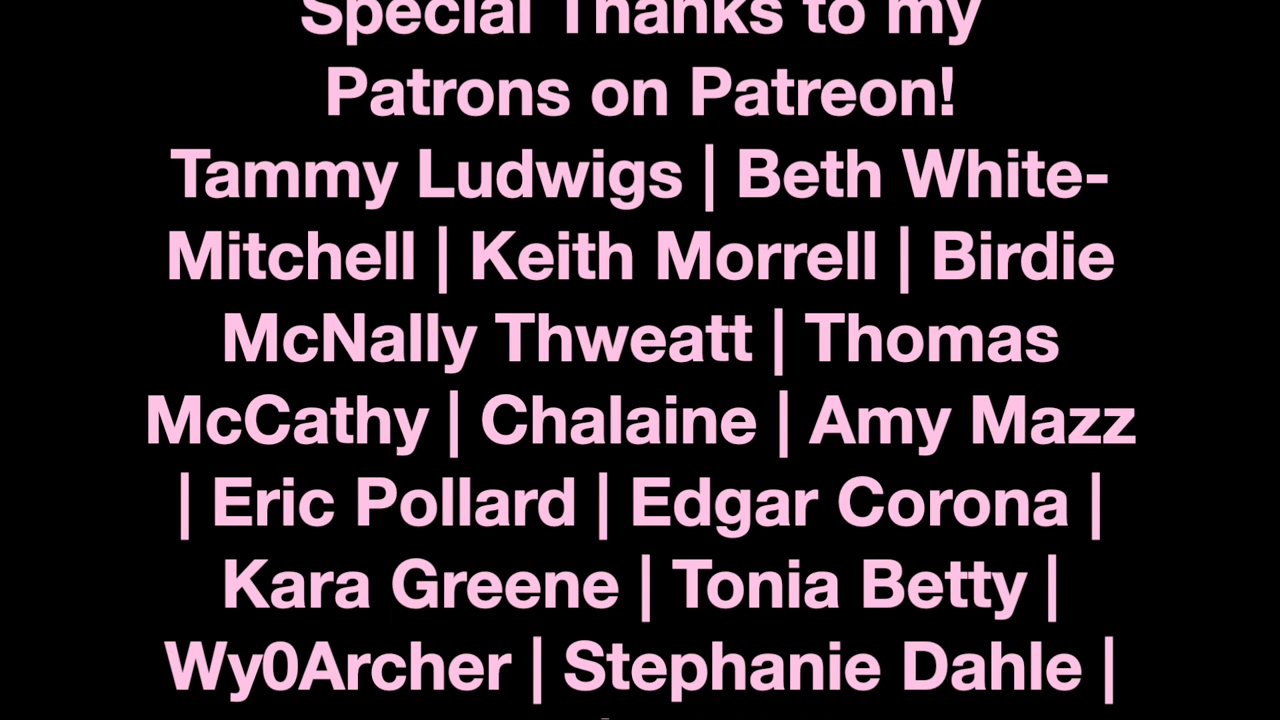 Special Thanks to my
Patrons on Patreon!
Tammy Ludwigs | Beth White-
Mitchell | Keith Morrell | Birdie
McNally Thweatt | Thomas
McCathy | Chalaine | Amy Mazz
| Eric Pollard | Edgar Corona |
Kara Greene | Tonia Betty |
Wy0Archer | Stephanie Dahle |